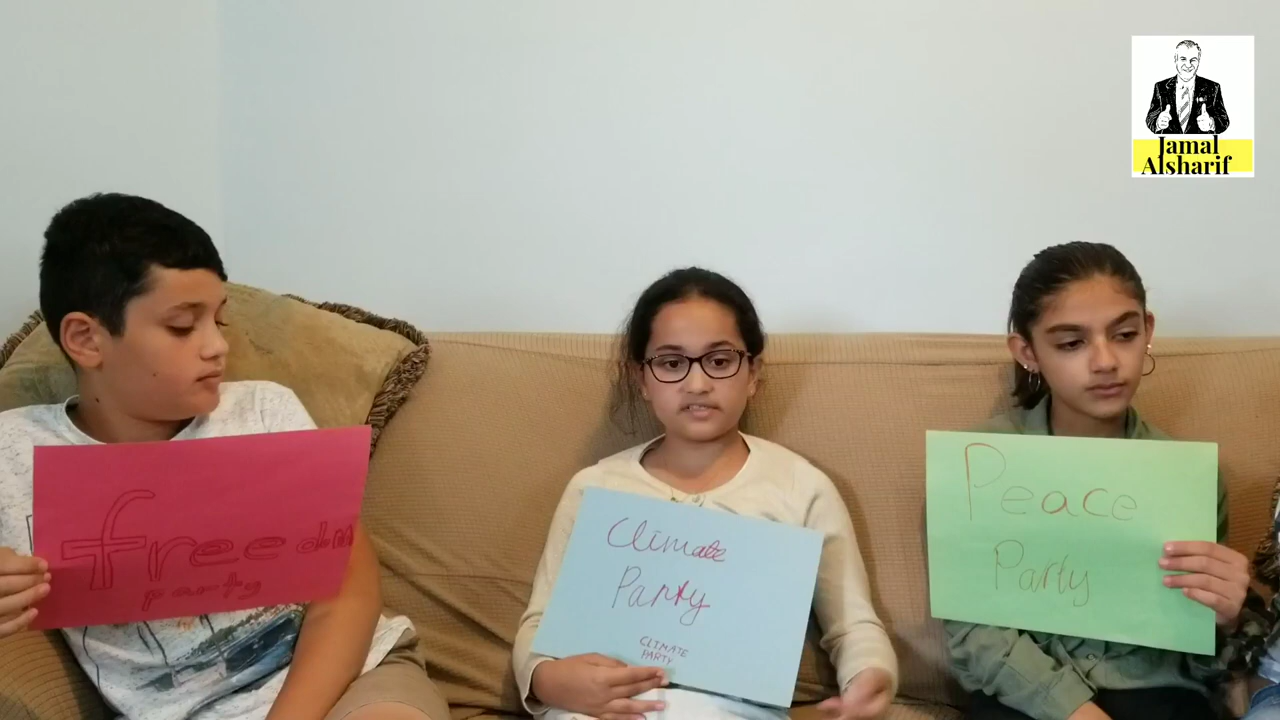 Jamal
Alsharif
freedom
party
Climate
Party
CLIMATE
PARTY
Peace
Party